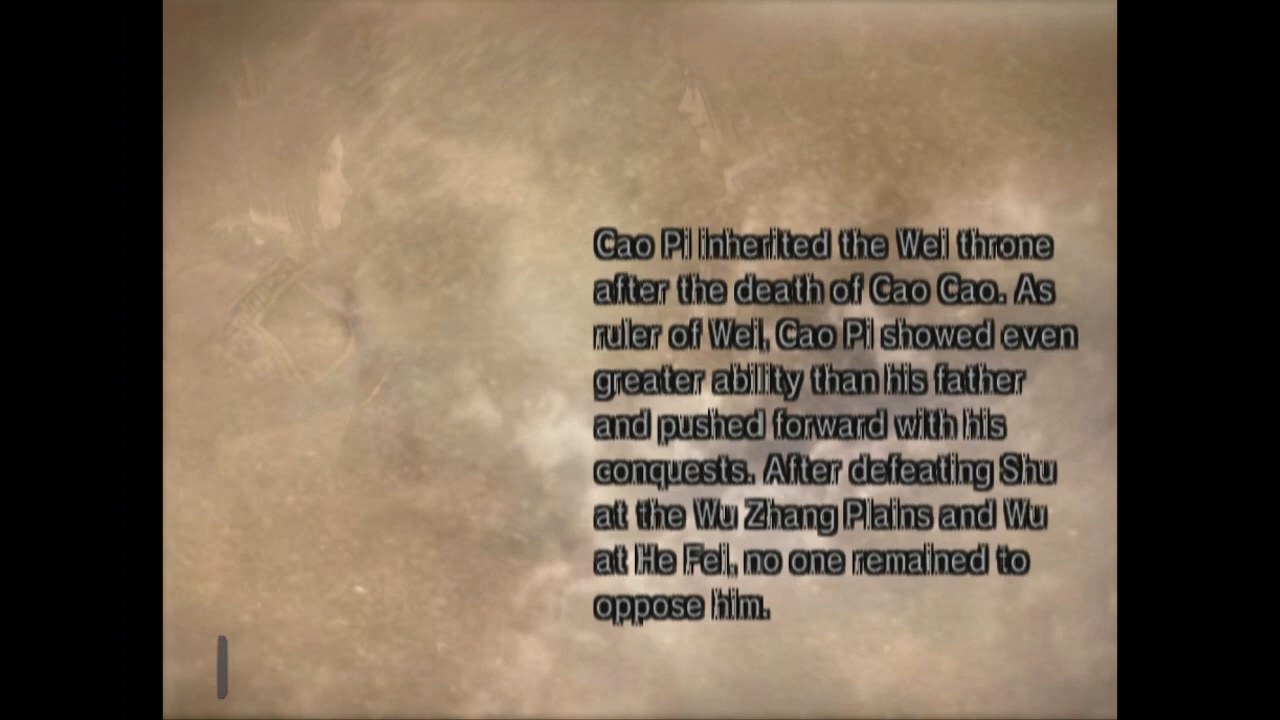 Cao Pi inherited the Wei throne
after the death of Cao Cao. As
ruler of Wei, Cao Pi showed even
greater ability than his father
and pushed forward with his
conquests. After defeating Shu
at the Wu Zhang Plains and Wu
at He Fei, no one remained to
oppose him.